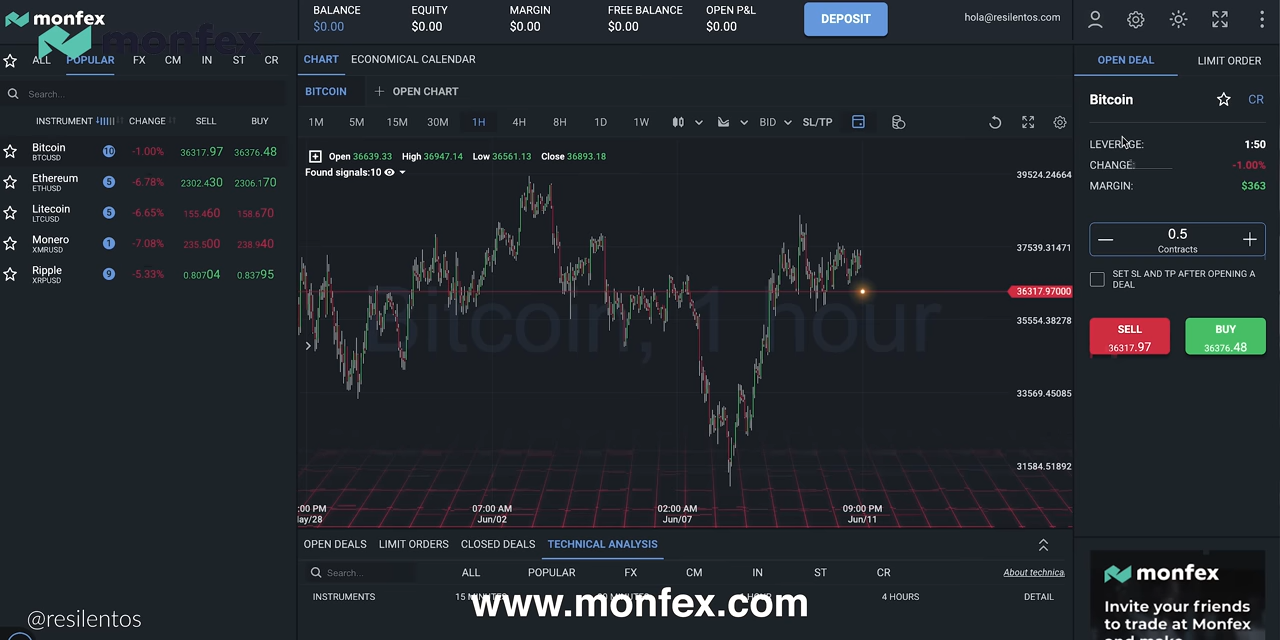 monfex
monfex
BALANCE
$0.00
EQUITY
$0.00
MARGIN
$0.00
FREE BALANCE
$0.00
OPEN P&L
$0.00
DEPOSIT
hola@resilentos.com
ALL POPULAR FX CM IN ST CR
Search...
INSTRUMENT CHANGE SELL BUY
Bitcoin 10 -1.00% 36317.97 36376.48
BTCUSD
Ethereum 5 -6.78% 2302.430 2306.170
ETHUSD
Litecoin 5 -6.65% 155.460 158.670
LTCUSD
Monero 1 -7.08% 235.500 238.940
XMRUSD
Ripple 9 -5.33% 0.80704 0.83795
XRPUSD
CHART ECONOMICAL CALENDAR
BITCOIN OPEN CHART
1M 5M 15M 30M 1H 4H 8H 1D 1W BID SL/TP
Open 36639.33 High 36947.14 Low 36561.13 Close 36893.18
Found signals:10
Bitcoin, 1 hour
39524.24664
37539.31471
36317.97000
35554.38278
33569.45085
31584.51892
:00 PM 07:00 AM 02:00 AM 09:00 PM
lay/28 Jun/02 Jun/07 Jun/11
OPEN DEALS LIMIT ORDERS CLOSED DEALS TECHNICAL ANALYSIS
Search... ALL POPULAR FX CM IN ST CR About technica
INSTRUMENTS 4 HOURS DETAIL
www.monfex.com
@resilentos
OPEN DEAL LIMIT ORDER
Bitcoin CR
LEVERAGE: 1:50
CHANGE: -1.00%
MARGIN: $363
0.5
Contracts
SET SL AND TP AFTER OPENING A
DEAL
SELL
36317.97
BUY
36376.48
monfex
Invite your friends
to trade at Monfex